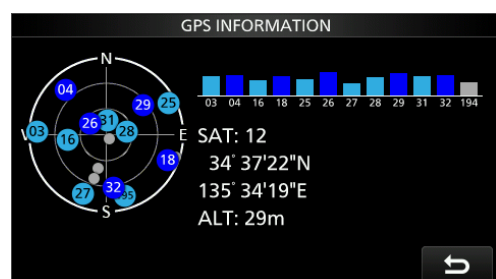 GPS INFORMATION
N
04
29
25
26
31
03
16
28
E
18
27
32
S
03 04 16 18 25 26 27 28 29 31 32 194
SAT: 12
34°37'22"N
135°34'19"E
ALT: 29m